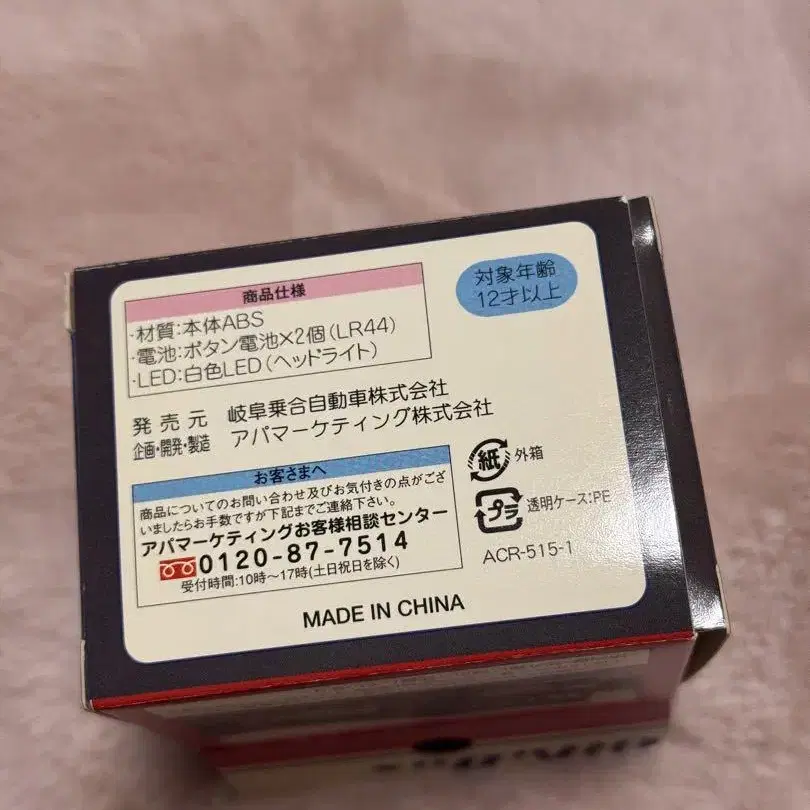 商品仕様
・材質:本体ABS
・電池:ボタン電池×2個(LR44)
・LED:白色LED(ヘッドライト)
対象年齢
12才以上
発売元 岐阜乗合自動車株式会社
企画・開発・製造 アパマーケティング株式会社
お客さまへ
商品についてのお問い合わせ及びお気付きの点がござ
いましたらお手数ですが下記までご連絡下さい。
アパマーケティングお客様相談センター
0120-87-7514
受付時間:10時～17時(土日祝日を除く)
紙 外箱
プラ 透明ケース:PE
ACR-515-1
MADE IN CHINA